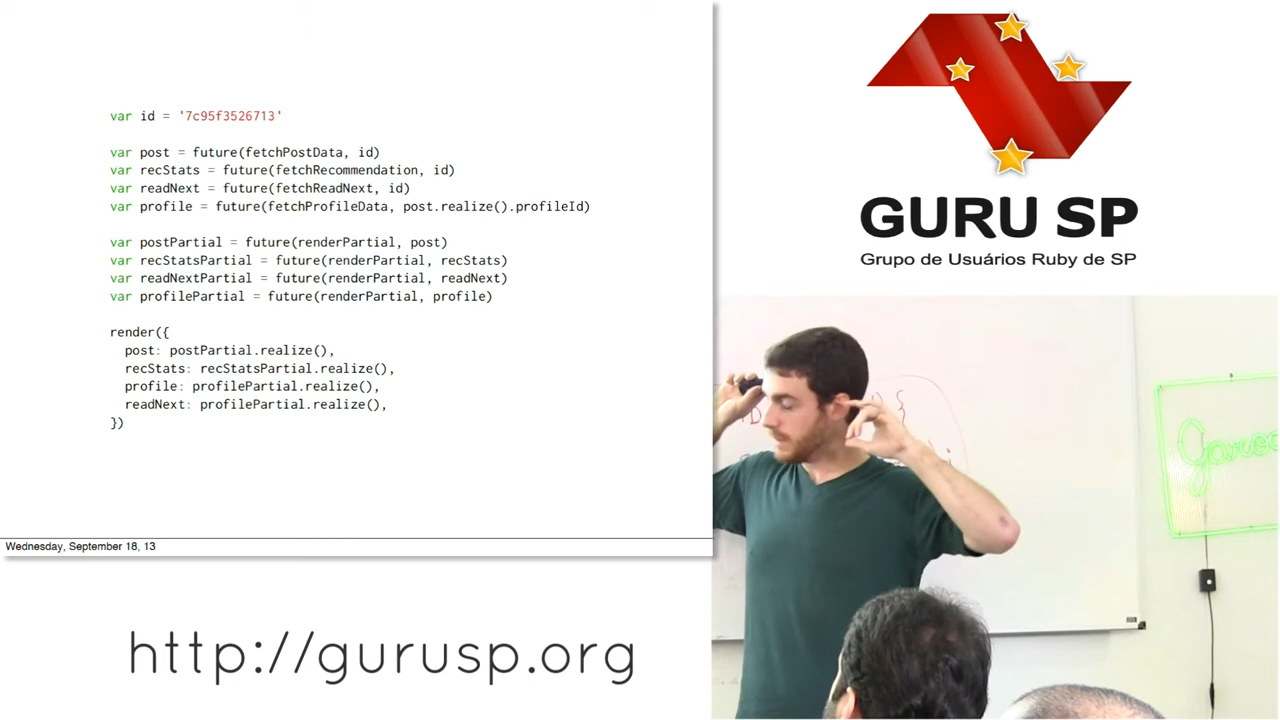 var id = '7c95f3526713'
var post = future(fetchPostData, id)
var recStats = future(fetchRecommendation, id)
var readNext = future(fetchReadNext, id)
var profile = future(fetchProfileData, post.realize().profileId)
var postPartial = future(renderPartial, post)
var recStatsPartial = future(renderPartial, recStats)
var readNextPartial = future(renderPartial, readNext)
var profilePartial = future(renderPartial, profile)
render({
post: postPartial.realize(),
recStats: recStatsPartial.realize(),
profile: profilePartial.realize(),
readNext: profilePartial.realize(),
})
Wednesday, September 18, 13
http://gurusp.org
GURU SP
Grupo de Usuários Ruby de SP